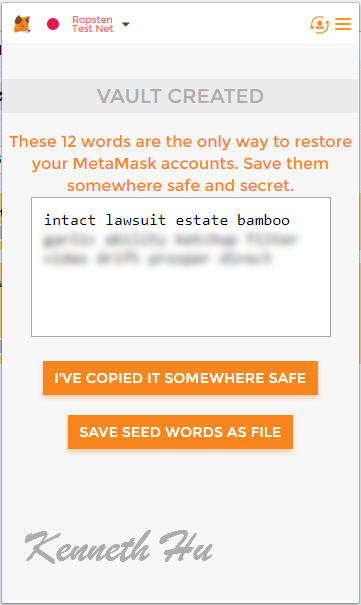 Ropsten
Test Net
VAULT CREATED
These 12 words are the only way to restore
your MetaMask accounts. Save them
somewhere safe and secret.
intact lawsuit estate bamboo
I'VE COPIED IT SOMEWHERE SAFE
SAVE SEED WORDS AS FILE
Kenneth Hu